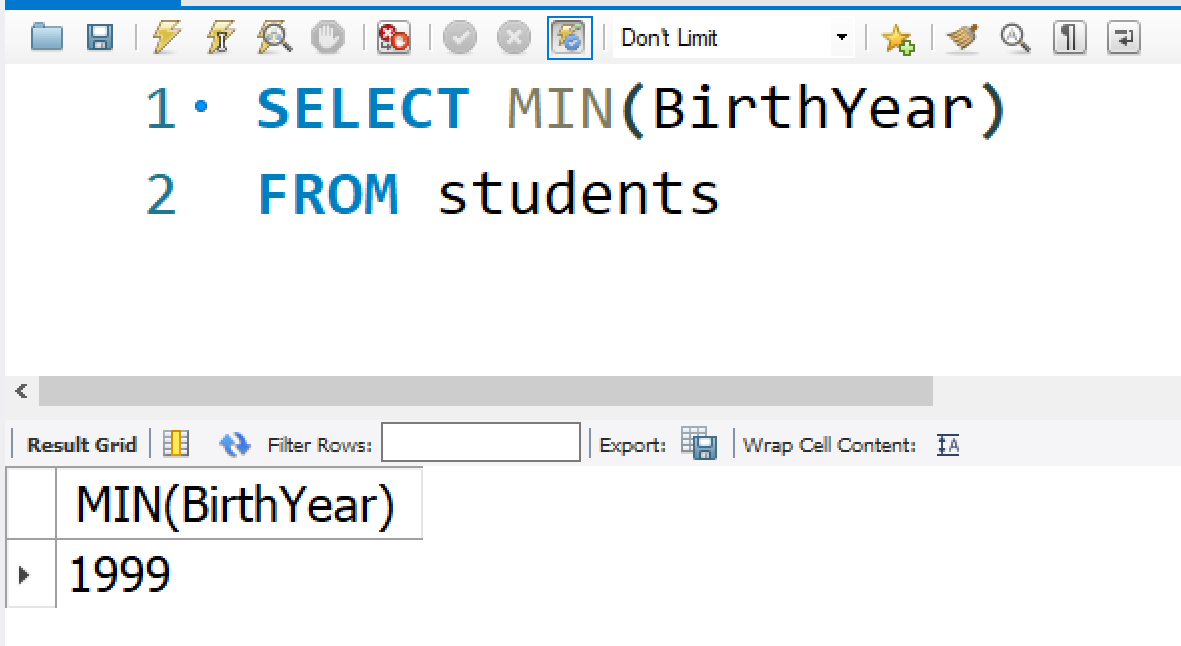 Don't Limit
1 SELECT MIN(BirthYear)
2 FROM students
Result Grid Filter Rows: Export: Wrap Cell Content:
MIN(BirthYear)
1999